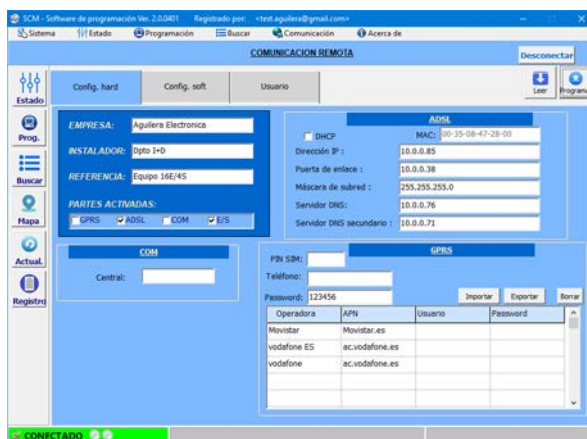 SCM - Software de programación Ver. 2.0.0401 Registrado por: <test.aguilera@gmail.com>
Sistema Estado Programación Buscar Comunicación Acerca de
COMUNICACION REMOTA
Desconectar
Estado
Prog.
Buscar
Mapa
Actual.
Registro
Config. hard Config. soft Usuario
Leer Programa
EMPRESA: Aguilera Electronica
INSTALADOR: Dpto I+D
REFERENCIA: Equipo 16E/4S
PARTES ACTIVADAS:
GPRS ADSL COM E/S
ADSL
DHCP MAC: 00-35-08-47-2B-00
Dirección IP : 10.0.0.85
Puerta de enlace : 10.0.0.38
Máscara de subred : 255.255.255.0
Servidor DNS: 10.0.0.76
Servidor DNS secundario : 10.0.0.71
COM
Central:
GPRS
PIN SIM:
Teléfono:
Password: 123456 Importar Exportar Borrar
Operadora APN Usuario Password
Movistar Movistar.es
vodafone ES ac.vodafone.es
vodafone ac.vodafone.es
CONECTADO